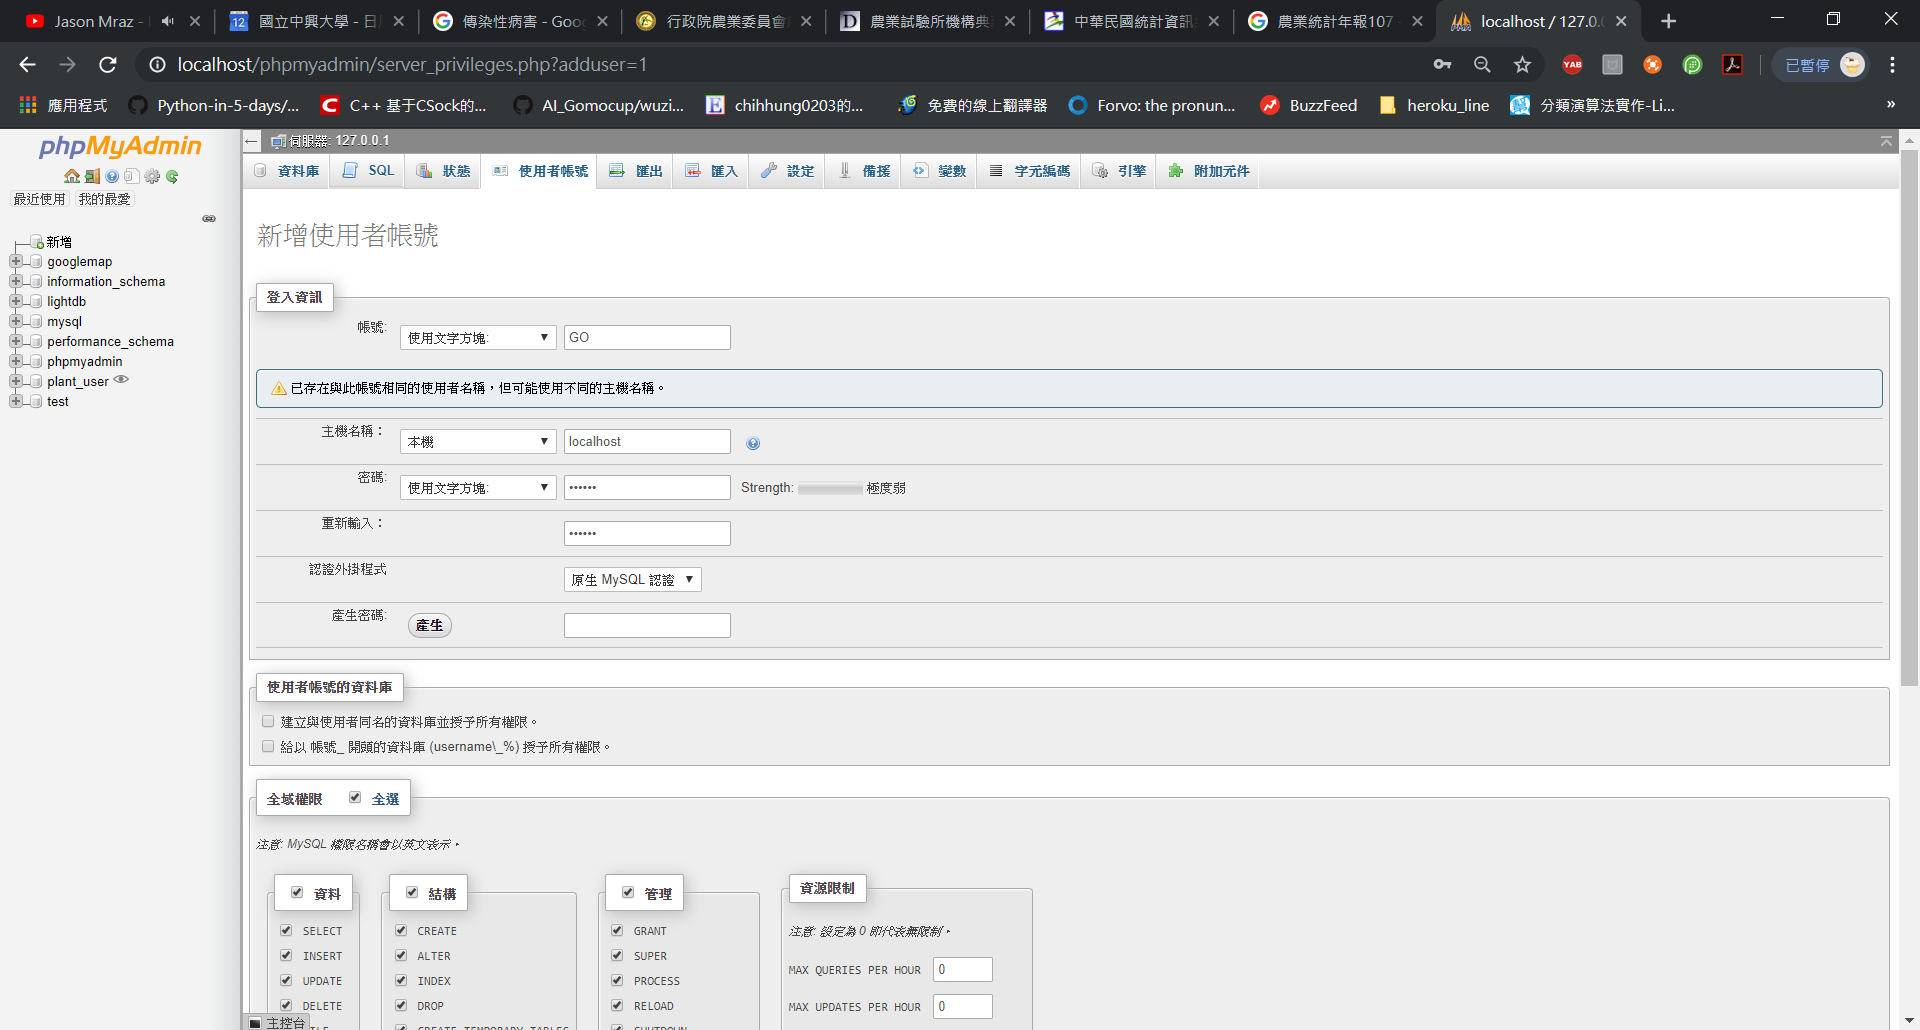 Jason Mraz -
國立中興大學 - 日
傳染性病害 - Goo
行政院農業委員會
農業試驗所機構典
中華民國統計資訊
農業統計年報107 -
localhost / 127.0.0
localhost/phpmyadmin/server_privileges.php?adduser=1
已暫停
應用程式
Python-in-5-days/...
C++ 基于CSock的...
AI_Gomocup/wuzi...
chihhung0203的...
免費的線上翻譯器
Forvo: the pronun...
BuzzFeed
heroku_line
分類演算法實作-Li...
»
phpMyAdmin
最近使用 我的最愛
新增
googlemap
information_schema
lightdb
mysql
performance_schema
phpmyadmin
plant_user
test
伺服器: 127.0.0.1
資料庫 SQL 狀態 使用者帳號 匯出 匯入 設定 備援 變數 字元編碼 引擎 附加元件
新增使用者帳號
登入資訊
帳號: 使用文字方塊: GO
已存在與此帳號相同的使用者名稱，但可能使用不同的主機名稱。
主機名稱： 本機 localhost
密碼: 使用文字方塊: •••••• Strength: 極度弱
重新輸入： ••••••
認證外掛程式 原生 MySQL 認證
產生密碼: 產生
使用者帳號的資料庫
建立與使用者同名的資料庫並授予所有權限。
給以 帳號_ 開頭的資料庫 (username\_%) 授予所有權限。
全域權限 全選
注意: MySQL 權限名稱會以英文表示。
資料
SELECT
INSERT
UPDATE
DELETE
結構
CREATE
ALTER
INDEX
DROP
CREATE TEMPORARY TABLES
管理
GRANT
SUPER
PROCESS
RELOAD
SHUTDOWN
資源限制
注意: 設定為 0 即代表無限制。
MAX QUERIES PER HOUR 0
MAX UPDATES PER HOUR 0
主控台